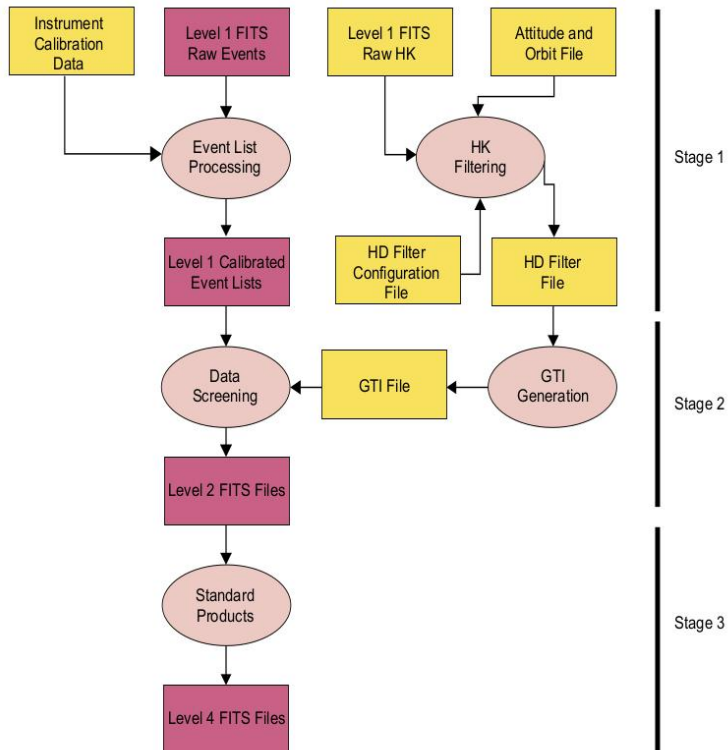 Instrument
Calibration
Data
Level 1 FITS
Raw Events
Level 1 FITS
Raw HK
Attitude and
Orbit File
Event List
Processing
HK
Filtering
Stage 1
Level 1 Calibrated
Event Lists
HD Filter
Configuration
File
HD Filter
File
Data
Screening
GTI File
GTI
Generation
Stage 2
Level 2 FITS Files
Standard
Products
Stage 3
Level 4 FITS Files